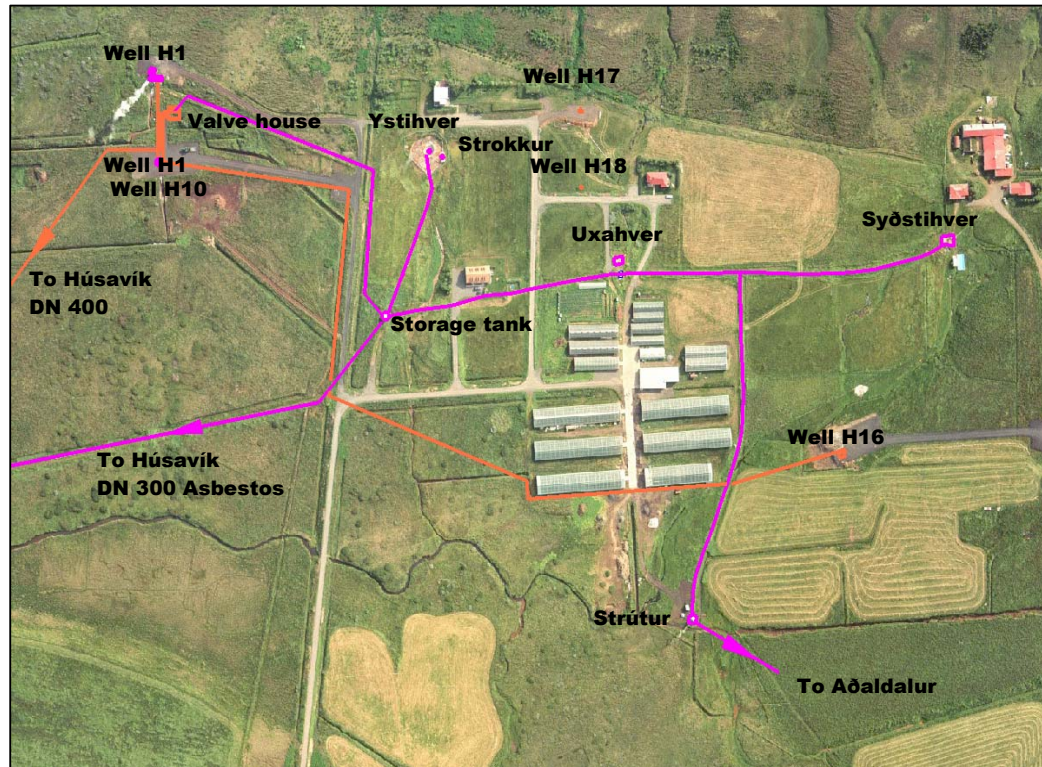 Well H1
Well H17
Valve house
Ystihver
Strokkur
Well H1
Well H10
Well H18
Syðstihver
Uxahver
To Húsavík
DN 400
Storage tank
Well H16
To Húsavík
DN 300 Asbestos
Strútur
To Aðaldalur